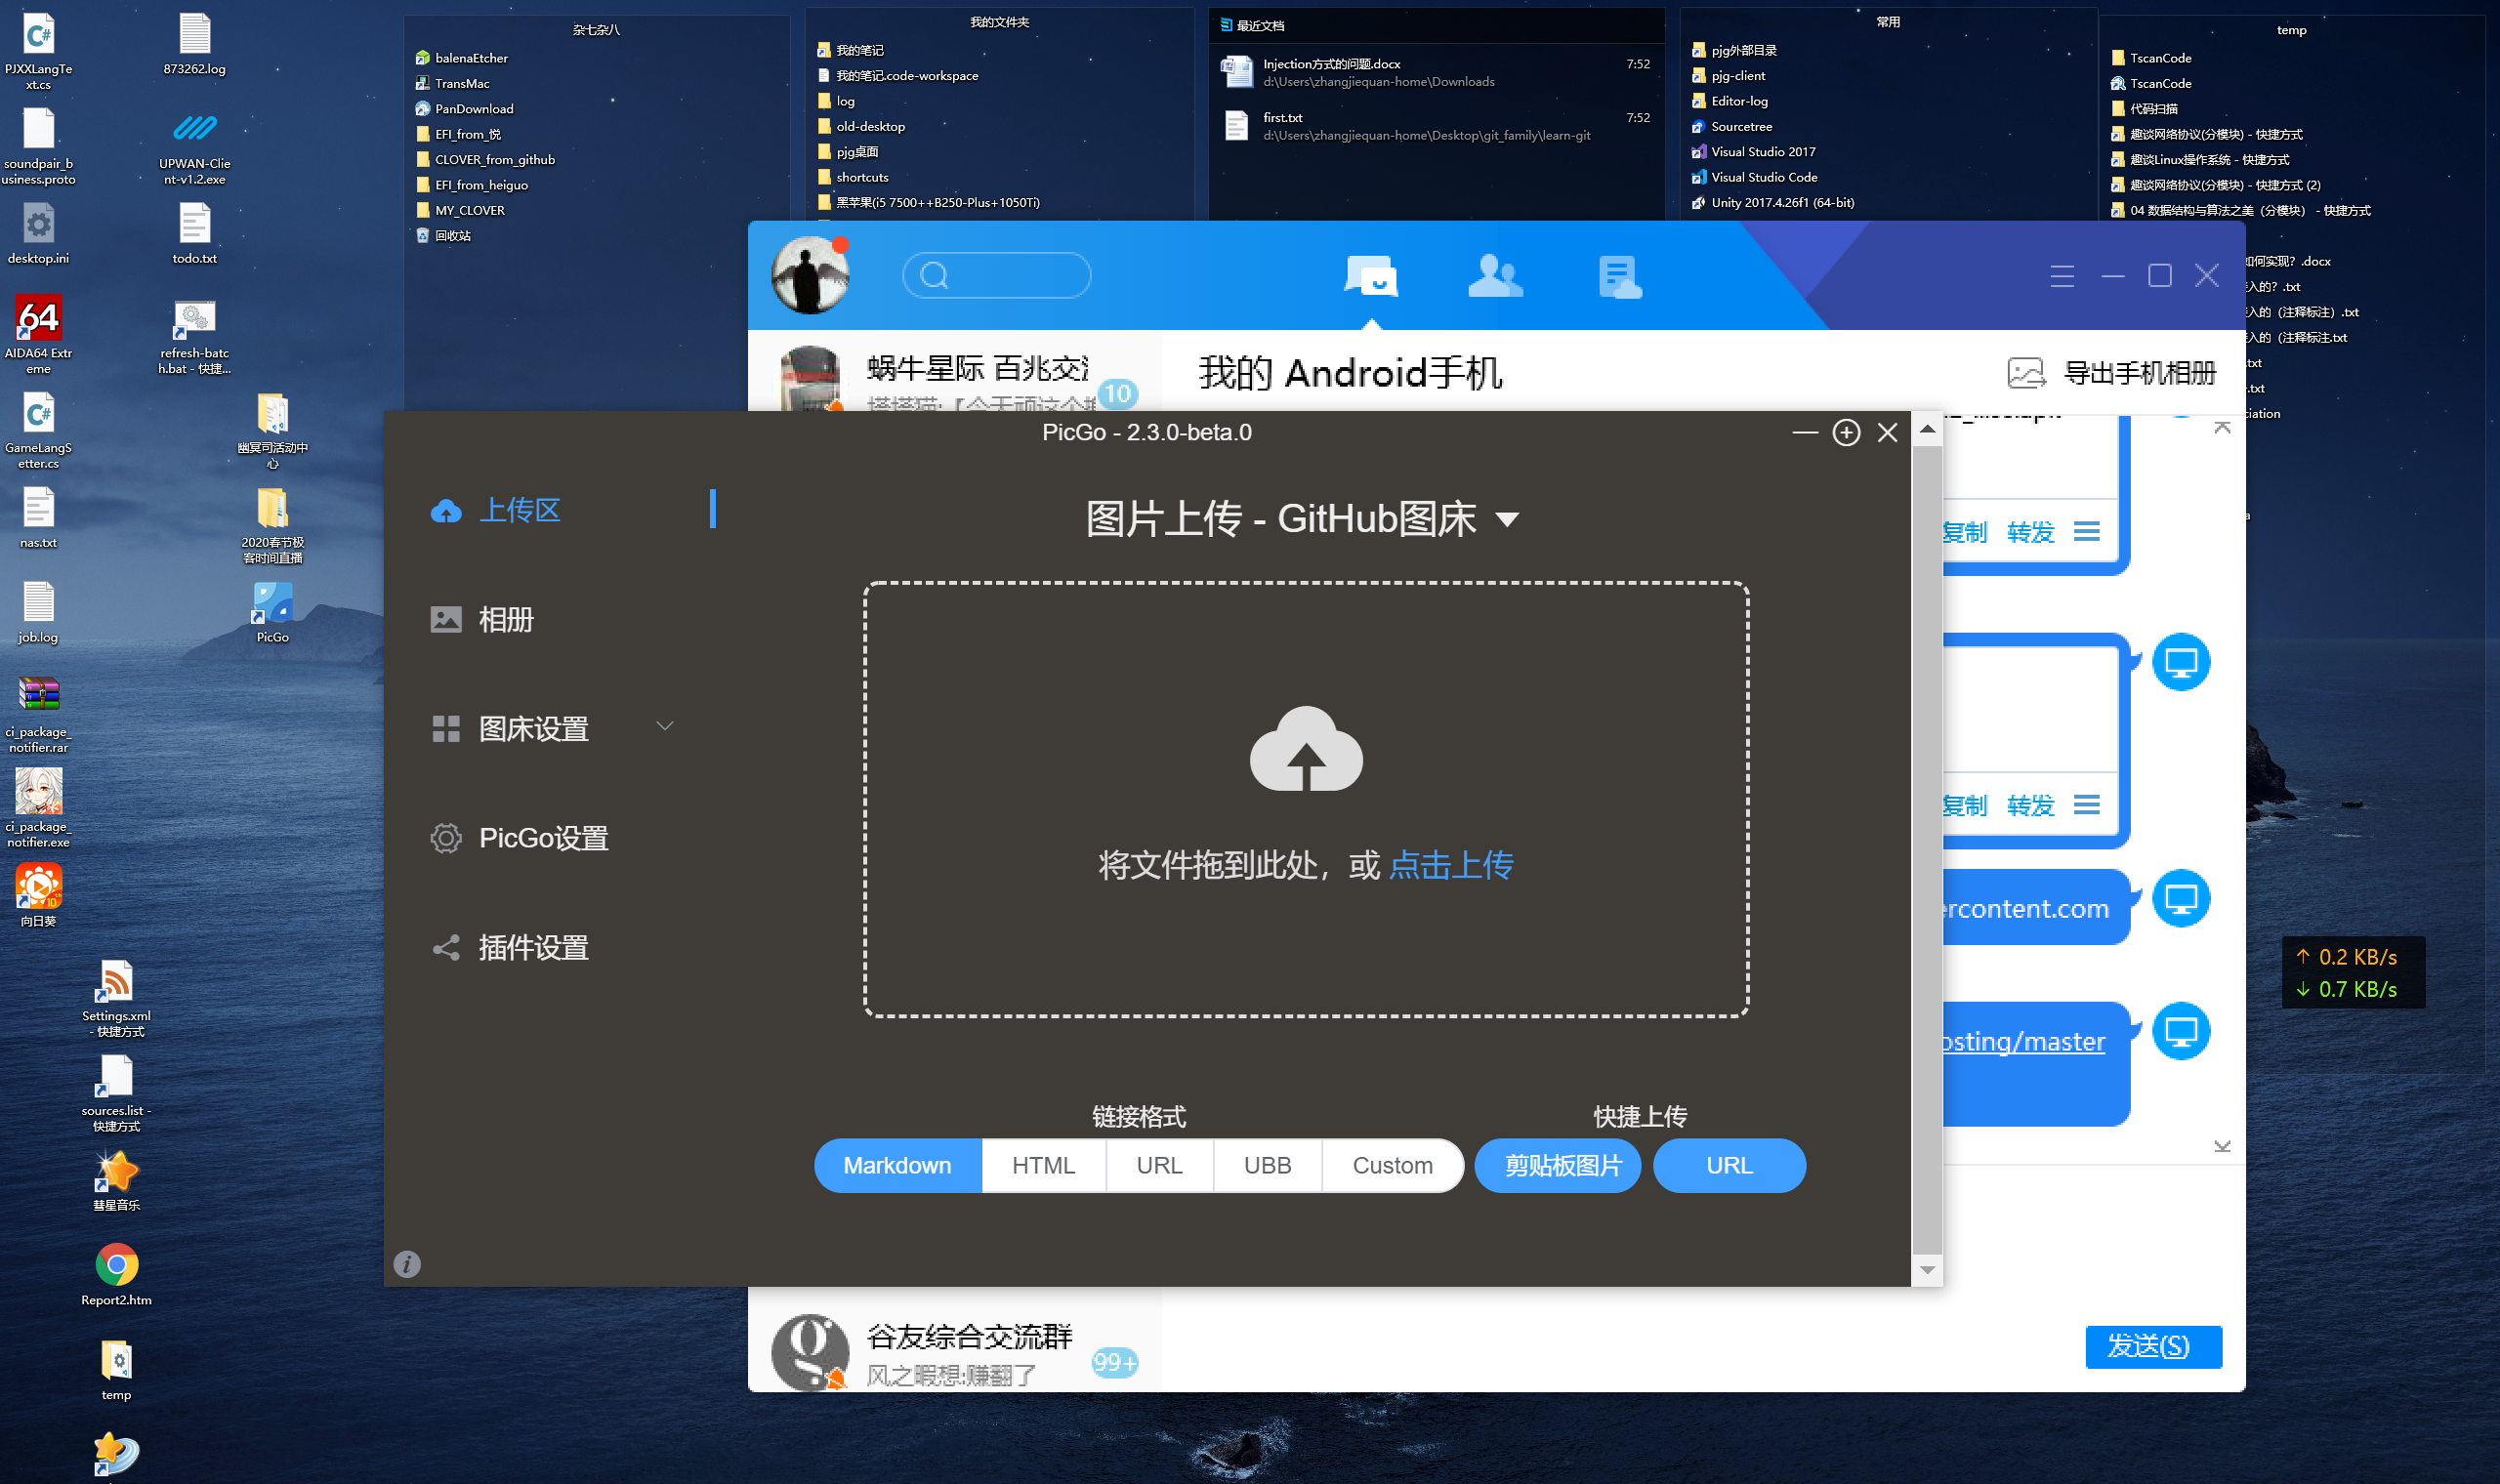 PJXXLangTe
xt.cs
873262.log
soundpair_b
usiness.proto
UPWAN-Clie
nt-v1.2.exe
desktop.ini
todo.txt
64
AIDA64 Extr
eme
refresh-batc
h.bat - 快捷...
GameLangS
etter.cs
幽冥司活动中
心
nas.txt
2020春节极
客时间直播
job.log
PicGo
ci_package_
notifier.rar
ci_package_
notifier.exe
向日葵
Settings.xml
- 快捷方式
sources.list -
快捷方式
彗星音乐
Report2.htm
temp
杂七杂八
balenaEtcher
TransMac
PanDownload
EFI_from_悦
CLOVER_from_github
EFI_from_heiguo
MY_CLOVER
回收站
我的文件夹
我的笔记
我的笔记.code-workspace
log
old-desktop
pjg桌面
shortcuts
黑苹果(i5 7500++B250-Plus+1050Ti)
最近文档
Injection方式的问题.docx
7:52
d:\Users\zhangjiequan-home\Downloads
first.txt
7:52
d:\Users\zhangjiequan-home\Desktop\git_family\learn-git
常用
pjg外部目录
pjg-client
Editor-log
Sourcetree
Visual Studio 2017
Visual Studio Code
Unity 2017.4.26f1 (64-bit)
temp
TscanCode
TscanCode
代码扫描
趣谈网络协议(分模块) - 快捷方式
趣谈Linux操作系统 - 快捷方式
趣谈网络协议(分模块) - 快捷方式 (2)
04 数据结构与算法之美（分模块） - 快捷方式
如何实现？.docx
入的？.txt
入的（注释标注）.txt
入的（注释标注.txt
.txt
.txt
ciation
蜗牛星际 百兆交
10
我的 Android手机
导出手机相册
复制 转发
复制 转发
ercontent.com
osting/master
谷友综合交流群
风之暇想:赚翻了
99+
发送(S)
PicGo - 2.3.0-beta.0
上传区
相册
图床设置
PicGo设置
插件设置
图片上传 - GitHub图床
将文件拖到此处，或 点击上传
链接格式
快捷上传
Markdown
HTML
URL
UBB
Custom
剪贴板图片
URL
↑ 0.2 KB/s
↓ 0.7 KB/s